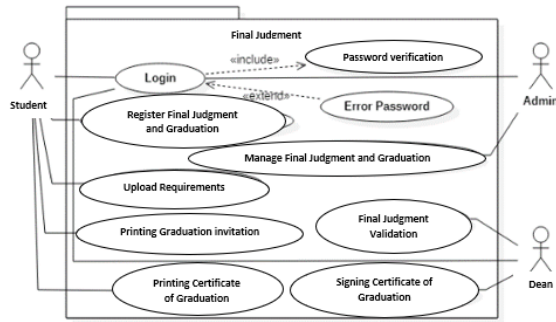 Final Judgment
Password verification
«include»
Login
«extend»
Error Password
Student
Admin
Register Final Judgment
and Graduation
Manage Final Judgment and Graduation
Upload Requirements
Final Judgment
Validation
Printing Graduation invitation
Dean
Printing Certificate
of Graduation
Signing Certificate of
Graduation